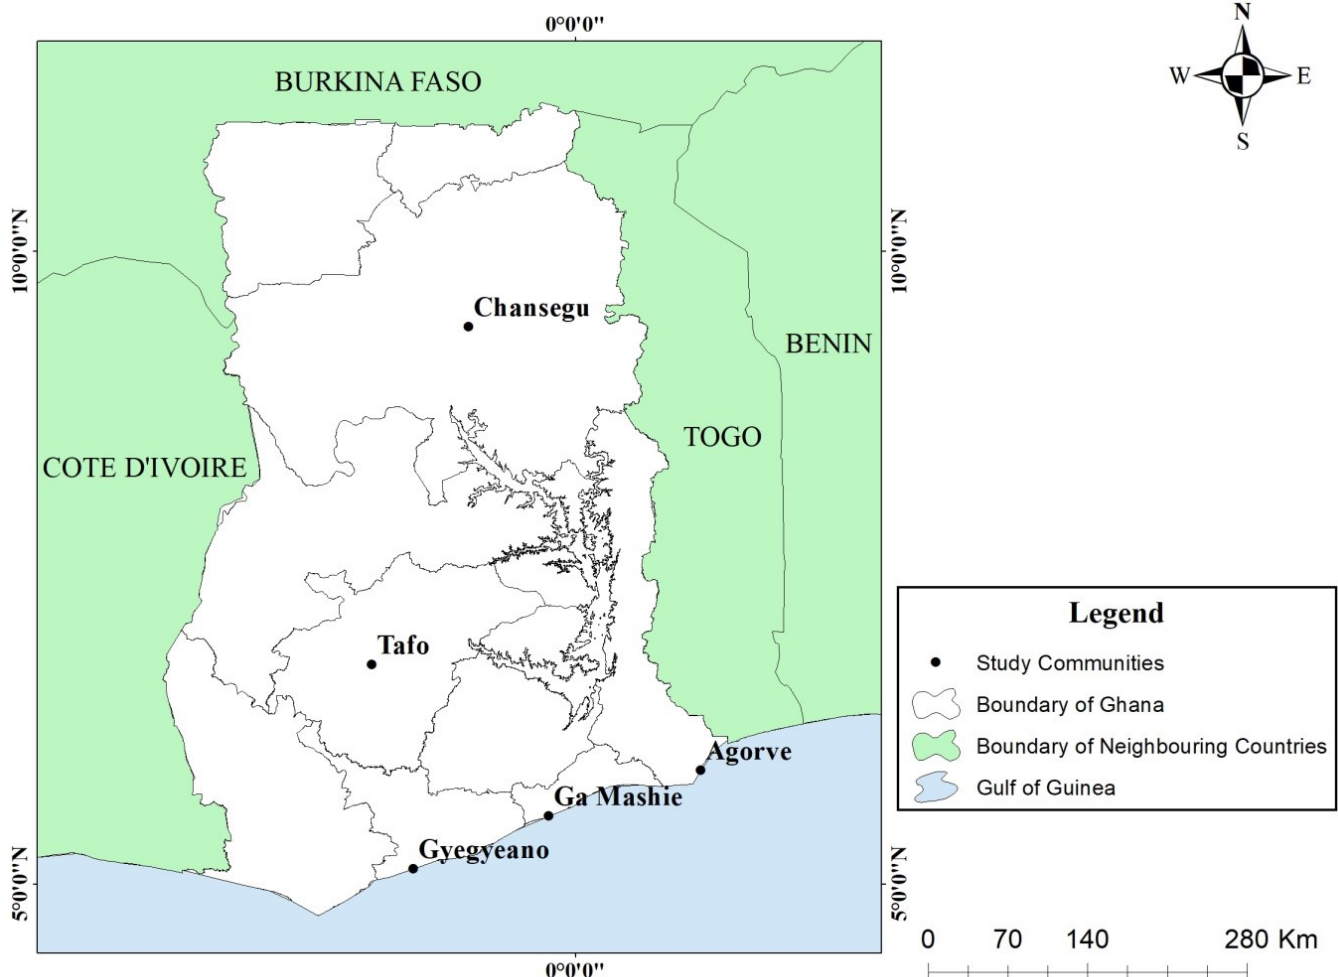 0°0'0"
N
W
E
S
BURKINA FASO
10°0'0"N
10°0'0"N
Chansegu
BENIN
TOGO
COTE D'IVOIRE
Tafo
Legend
Study Communities
Boundary of Ghana
Boundary of Neighbouring Countries
Gulf of Guinea
Agorve
Ga Mashie
Gyegyeano
5°0'0"N
5°0'0"N
0 70 140 280 Km
0°0'0"